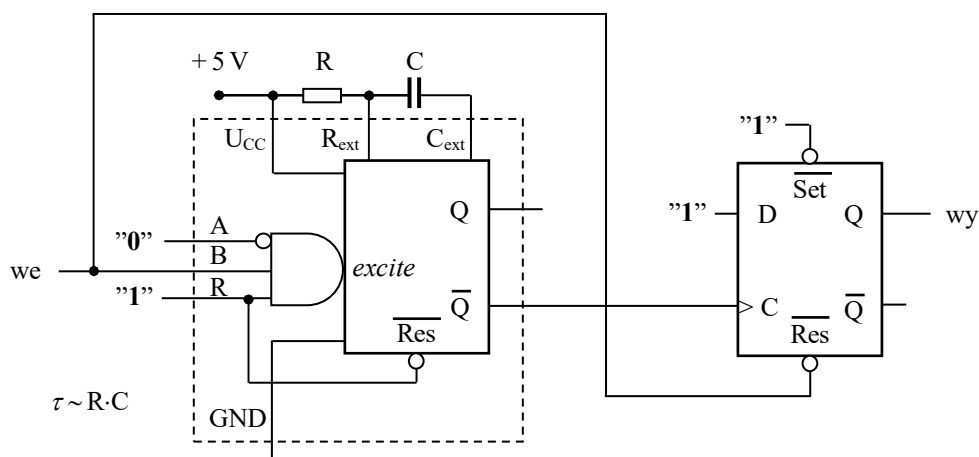 + 5 V
R
C
U_CC
R_ext
C_ext
”1”
Set
”0”
A
Q
”1”
D
Q
wy
we
B
excite
”1”
R
Q
C
Q
Res
Res
τ ~ R·C
GND